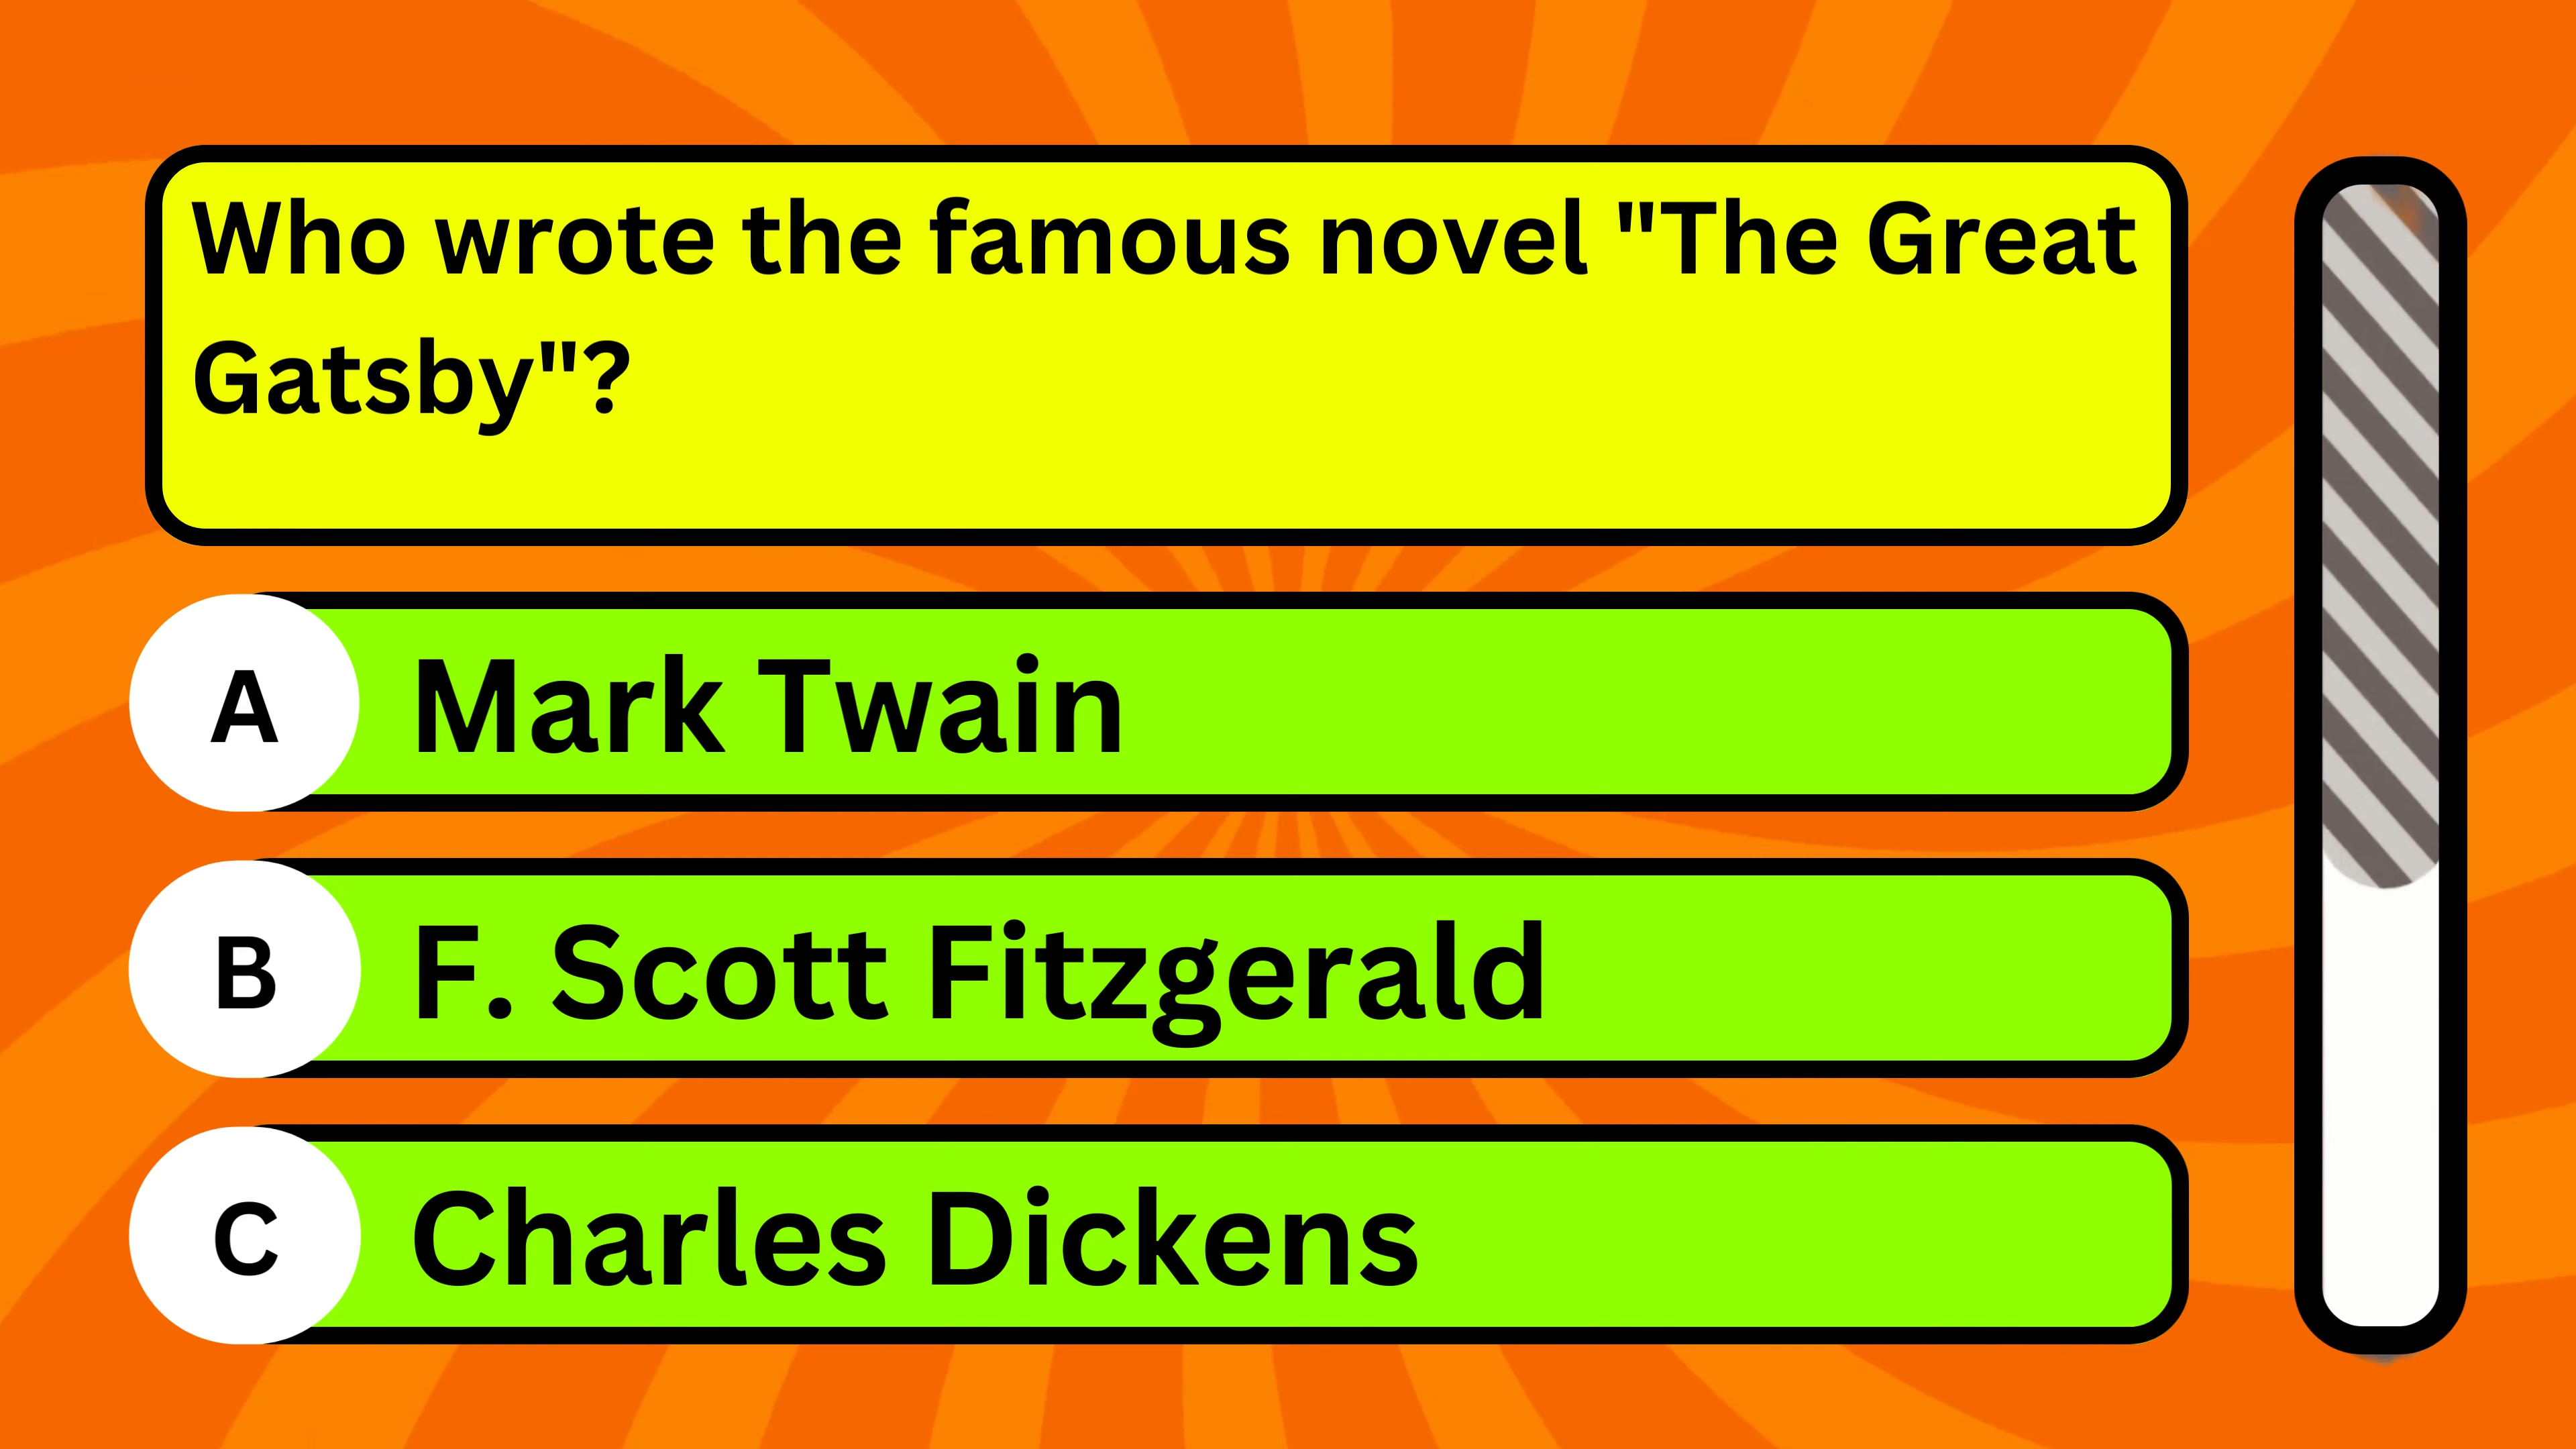 Who wrote the famous novel "The Great
Gatsby"?
A Mark Twain
B F. Scott Fitzgerald
C Charles Dickens